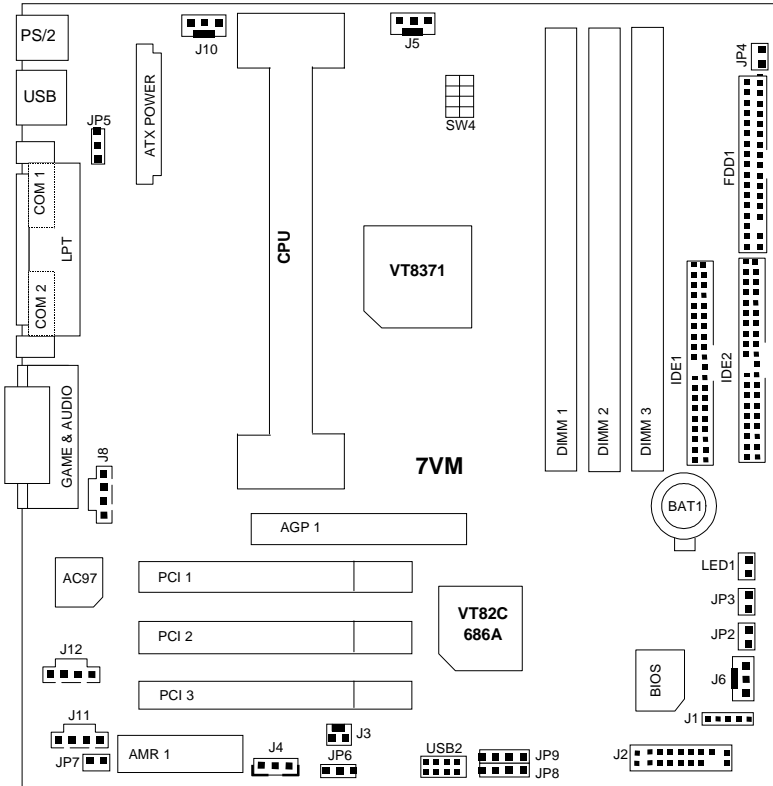 PS/2
J10
J5
JP4
USB
JP5
ATX POWER
SW4
FDD1
COM 1
LPT
COM 2
CPU
VT8371
IDE1
IDE2
DIMM 1
DIMM 2
DIMM 3
GAME & AUDIO
J8
7VM
BAT1
AGP 1
LED1
AC97
PCI 1
VT82C
686A
JP3
PCI 2
JP2
J12
BIOS
J6
PCI 3
J11
J1
JP7
AMR 1
J4
J3
JP6
USB2
JP9
JP8
J2